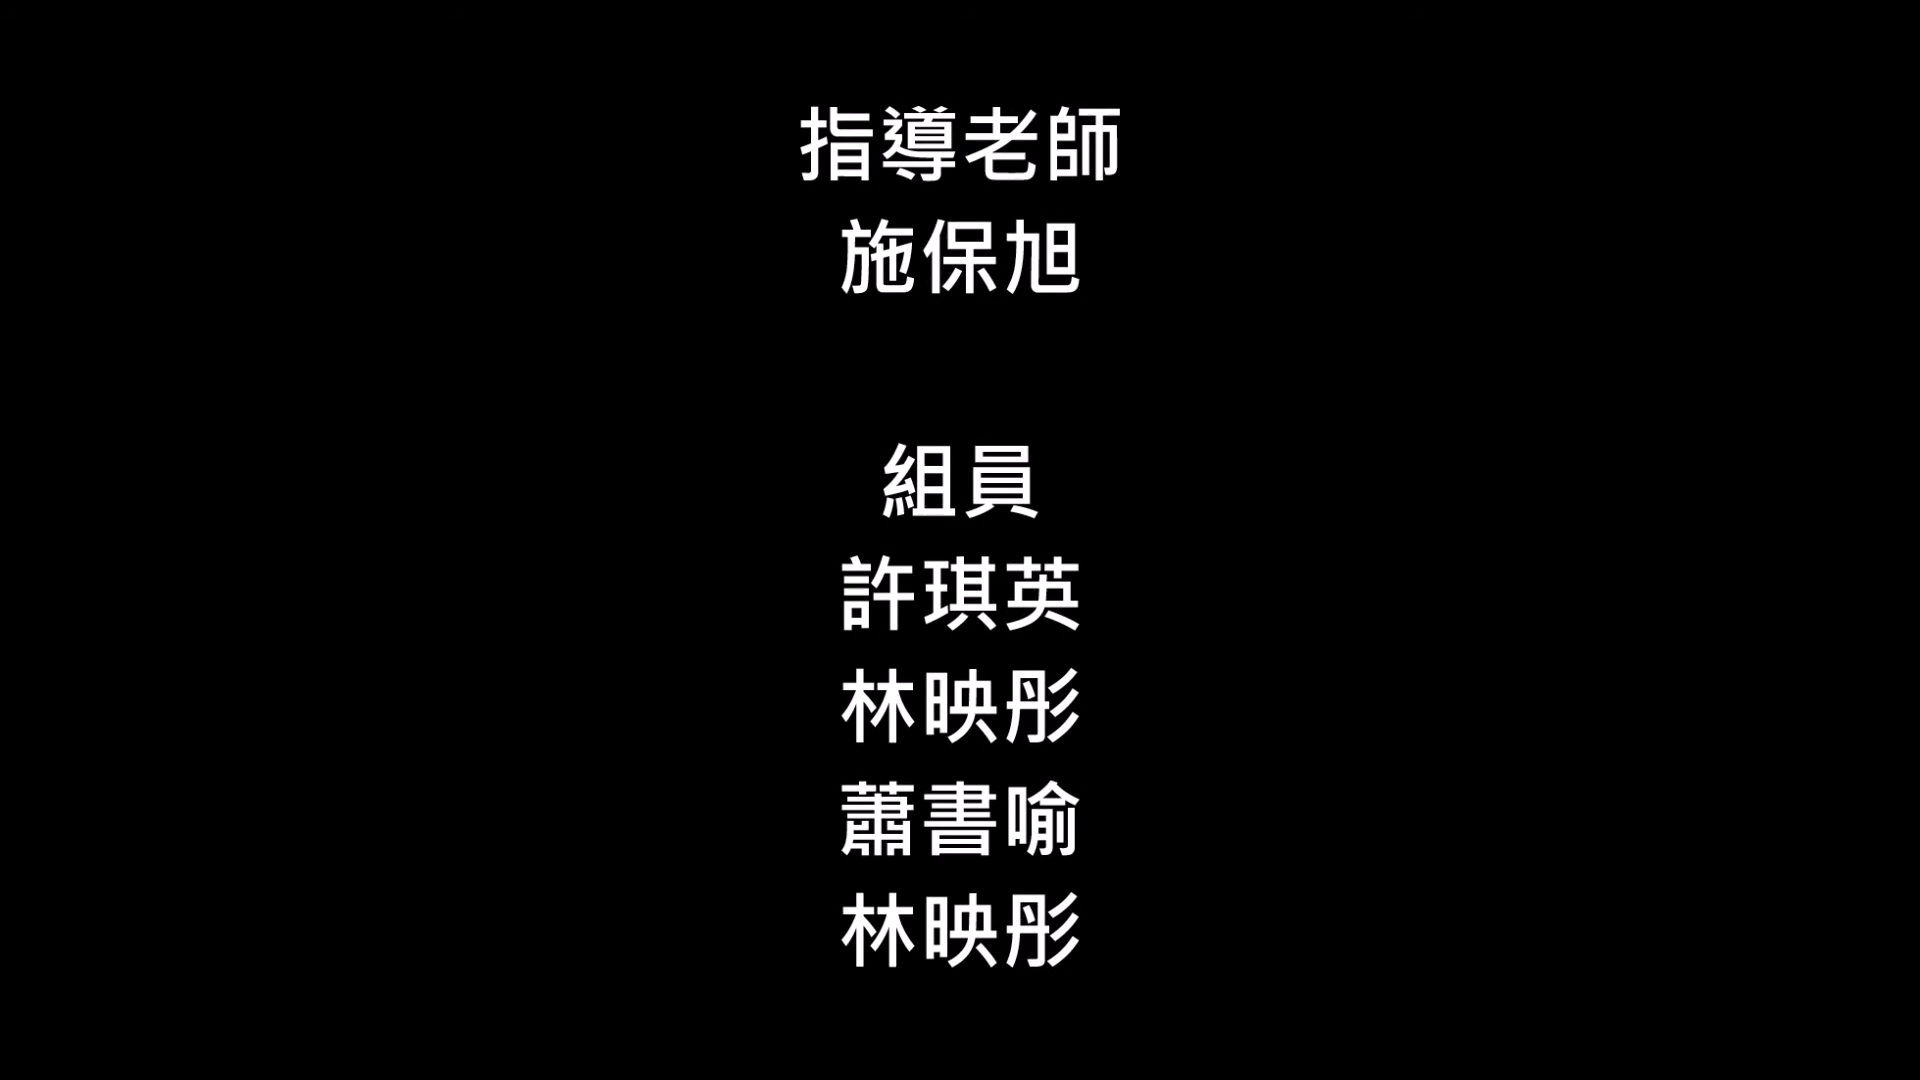 指導老師
施保旭
組員
許琪英
林映彤
蕭書喻
林映彤